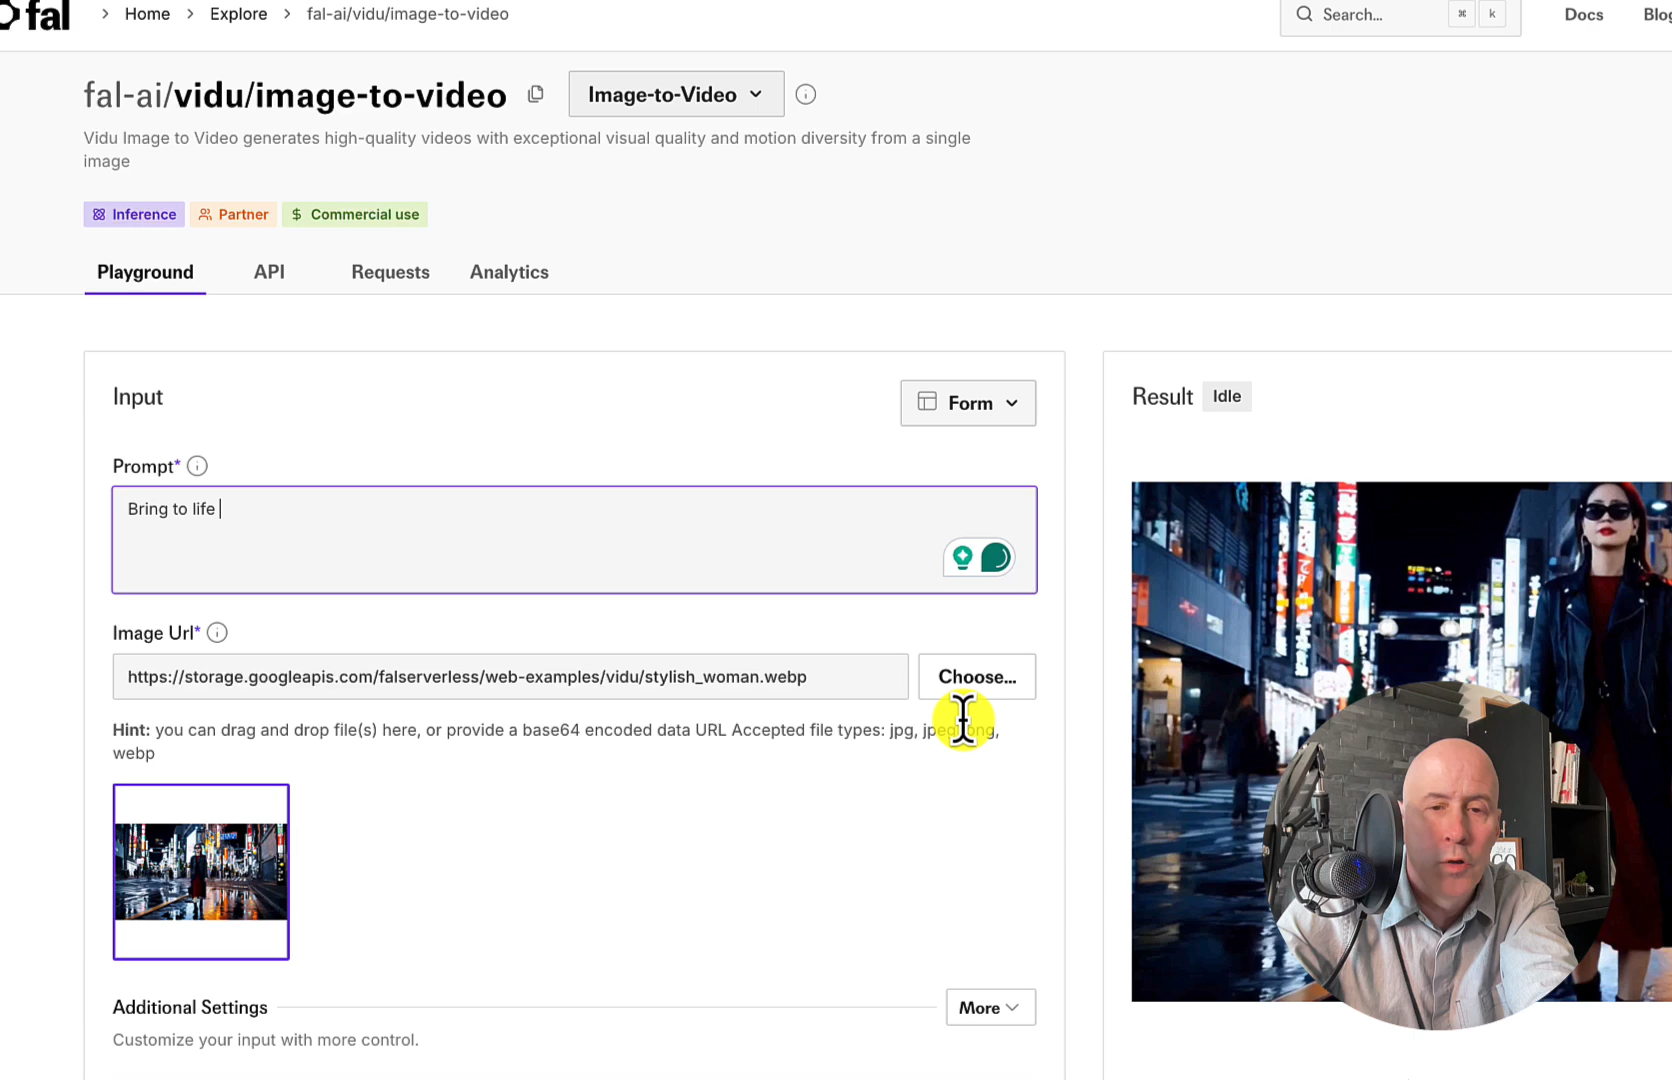 fal
> Home > Explore > fal-ai/vidu/image-to-video
Search... ⌘ k
Docs
fal-ai/vidu/image-to-video
Image-to-Video
Vidu Image to Video generates high-quality videos with exceptional visual quality and motion diversity from a single
image
Inference Partner $ Commercial use
Playground API Requests Analytics
Input
Form
Result Idle
Prompt*
Bring to life
Image Url*
https://storage.googleapis.com/falserverless/web-examples/vidu/stylish_woman.webp
Choose...
Hint: you can drag and drop file(s) here, or provide a base64 encoded data URL Accepted file types: jpg, jpeg, png,
webp
Additional Settings
More
Customize your input with more control.